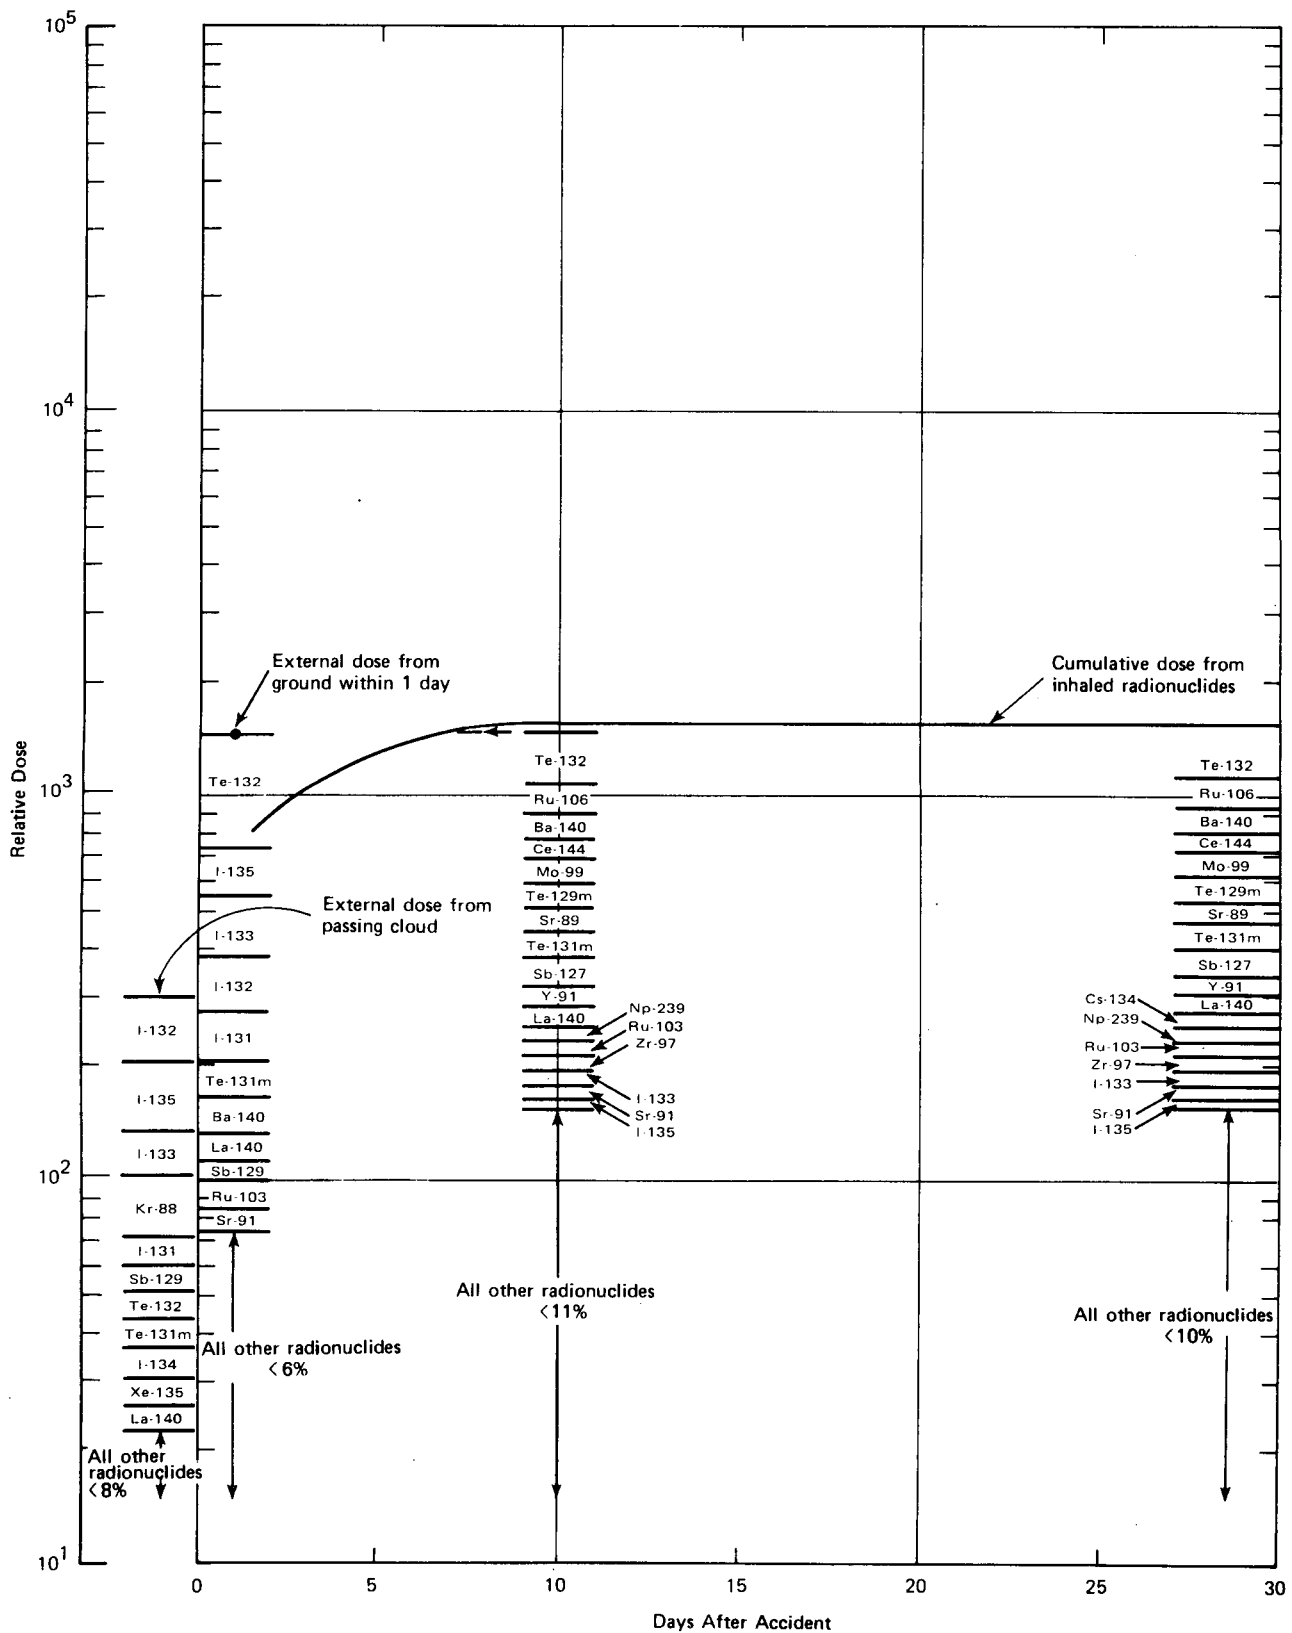 10^5
10^4
10^3
10^2
10^1
Relative Dose
External dose from
ground within 1 day
Cumulative dose from
inhaled radionuclides
External dose from
passing cloud
I-132
I-135
I-133
Kr-88
I-131
Sb-129
Te-132
Te-131m
I-134
Xe-135
La-140
All other
radionuclides
<8%
Te-132
I-135
I-133
I-132
I-131
Te-131m
Ba-140
La-140
Sb-129
Ru-103
Sr-91
All other radionuclides
<6%
Te-132
Ru-106
Ba-140
Ce-144
Mo-99
Te-129m
Sr-89
Te-131m
Sb-127
Y-91
La-140
Np-239
Ru-103
Zr-97
I-133
Sr-91
I-135
All other radionuclides
<11%
Te-132
Ru-106
Ba-140
Ce-144
Mo-99
Te-129m
Sr-89
Te-131m
Sb-127
Y-91
La-140
Cs-134
Np-239
Ru-103
Zr-97
I-133
Sr-91
I-135
All other radionuclides
<10%
0 5 10 15 20 25 30
Days After Accident